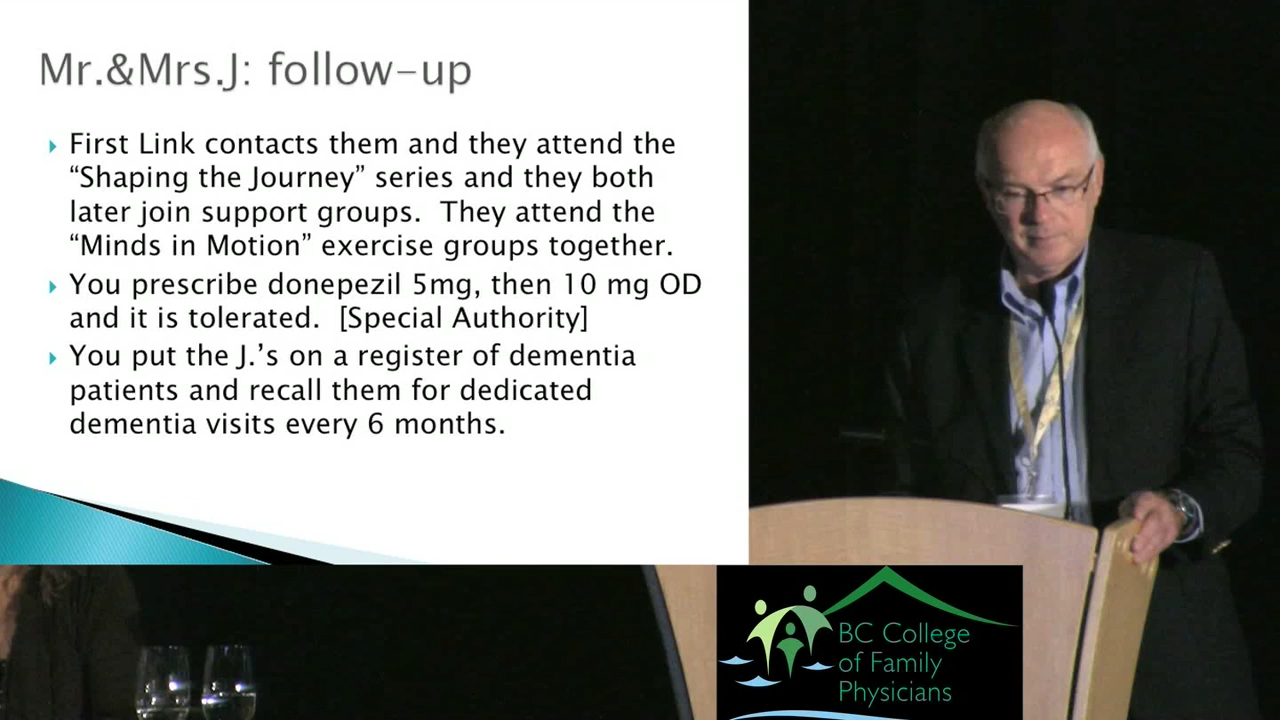 Mr.&Mrs.J: follow-up
First Link contacts them and they attend the
“Shaping the Journey” series and they both
later join support groups.  They attend the
“Minds in Motion” exercise groups together.
You prescribe donepezil 5mg, then 10 mg OD
and it is tolerated.  [Special Authority]
You put the J.’s on a register of dementia
patients and recall them for dedicated
dementia visits every 6 months.
BC College
of Family
Physicians